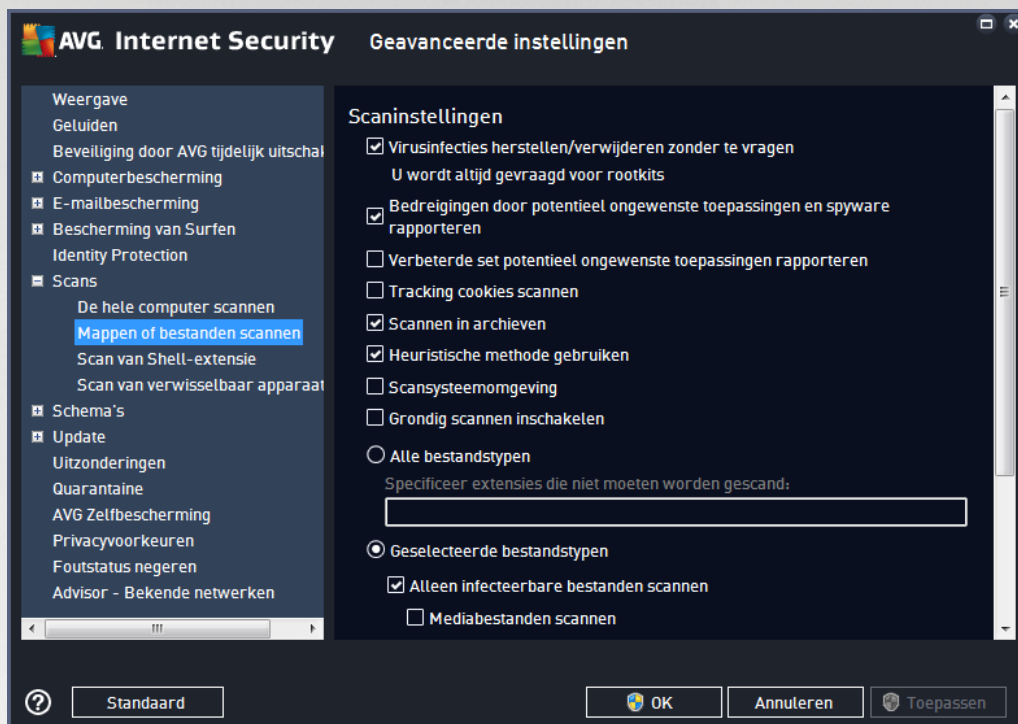 AVG. Internet Security
Geavanceerde instellingen
Weergave
Geluiden
Beveiliging door AVG tijdelijk uitschak
Computerbescherming
E-mailbescherming
Bescherming van Surfen
Identity Protection
Scans
De hele computer scannen
Mappen of bestanden scannen
Scan van Shell-extensie
Scan van verwisselbaar apparaat
Schema's
Update
Uitzonderingen
Quarantaine
AVG Zelfbescherming
Privacyvoorkeuren
Foutstatus negeren
Advisor - Bekende netwerken
Scaninstellingen
Virusinfecties herstellen/verwijderen zonder te vragen
U wordt altijd gevraagd voor rootkits
Bedreigingen door potentieel ongewenste toepassingen en spyware
rapporteren
Verbeterde set potentieel ongewenste toepassingen rapporteren
Tracking cookies scannen
Scannen in archieven
Heuristische methode gebruiken
Scansysteemomgeving
Grondig scannen inschakelen
Alle bestandstypen
Specificeer extensies die niet moeten worden gescand:
Geselecteerde bestandstypen
Alleen infecteerbare bestanden scannen
Mediabestanden scannen
Standaard
OK
Annuleren
Toepassen